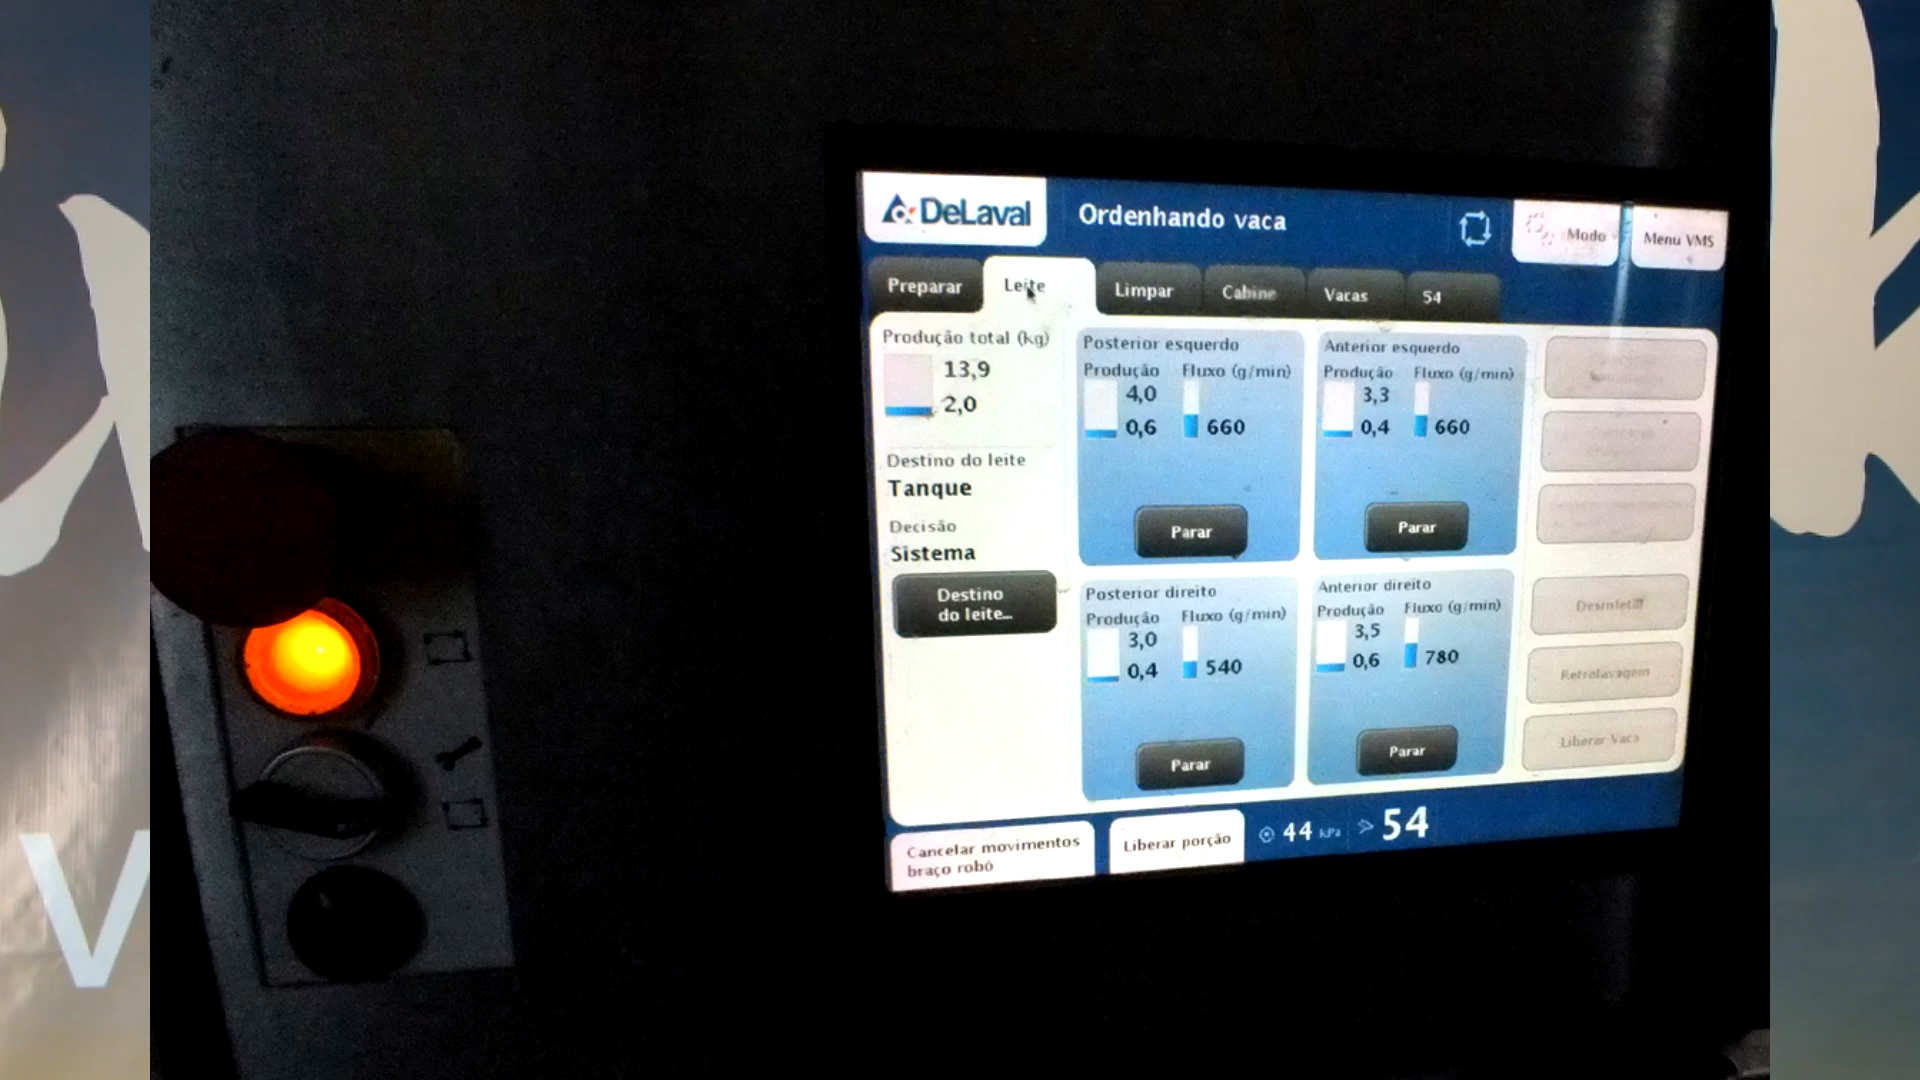 DeLaval
Ordenhando vaca
Modo
Menu VMS
Preparar
Leite
Limpar
Cabine
Vacas
54
Produção total (kg)
13,9
2,0
Destino do leite
Tanque
Decisão
Sistema
Destino
do leite...
Posterior esquerdo
Produção Fluxo (g/min)
4,0
0,6 660
Parar
Anterior esquerdo
Produção Fluxo (g/min)
3,3
0,4 660
Parar
Posterior direito
Produção Fluxo (g/min)
3,0
0,4 540
Parar
Anterior direito
Produção Fluxo (g/min)
3,5
0,6 780
Parar
Desinfetar
Retrolavagem
Liberar Vaca
Cancelar movimentos
braço robô
Liberar porção
44 kPa > 54
V